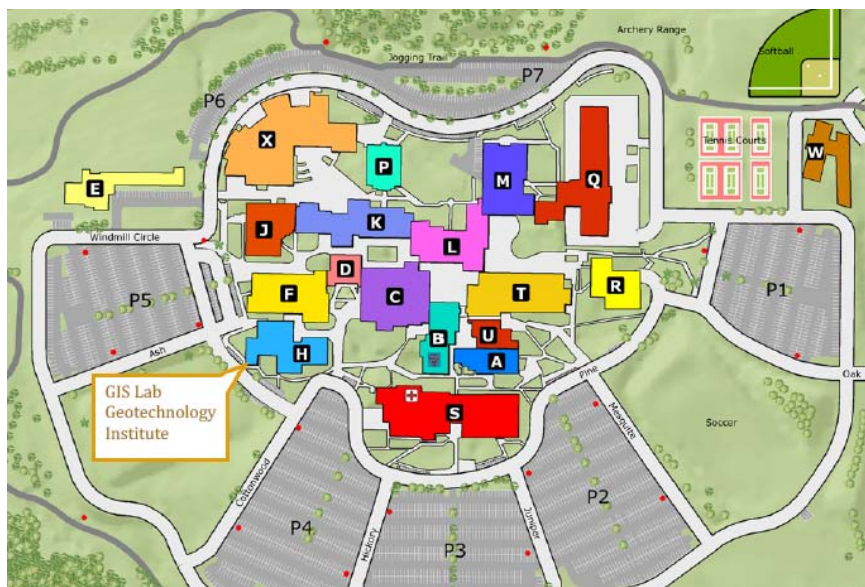 Archery Range
Softball
Jogging Trail
P7
P6
Tennis Courts
X
P
M
Q
W
E
J
K
L
Windmill Circle
D
F
C
T
R
P5
P1
B
U
H
A
Ash
Pine
Oak
GIS Lab
Geotechnology
Institute
S
Mesquite
Soccer
Cottonwood
P2
P4
Hickory
Juniper
P3